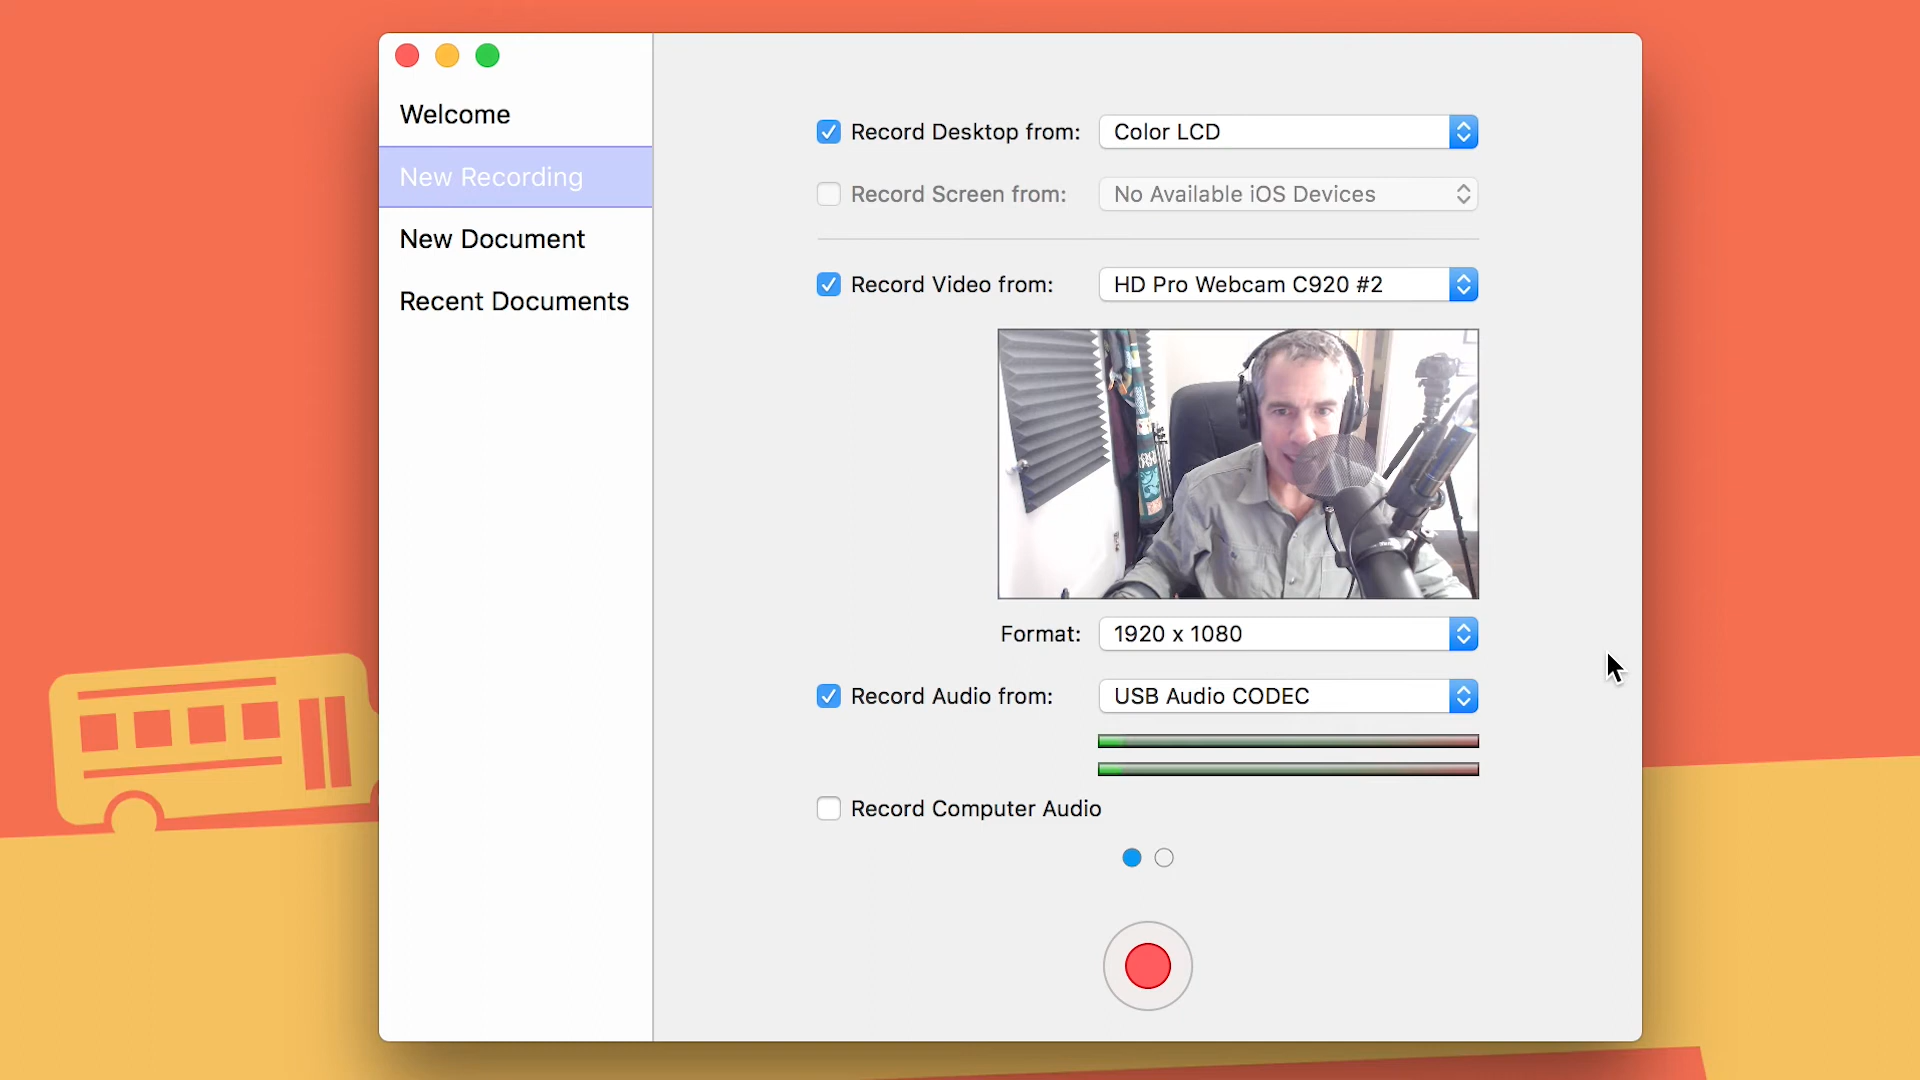 Welcome
New Recording
New Document
Recent Documents
Record Desktop from: Color LCD
Record Screen from: No Available iOS Devices
Record Video from: HD Pro Webcam C920 #2
Format: 1920 x 1080
Record Audio from: USB Audio CODEC
Record Computer Audio